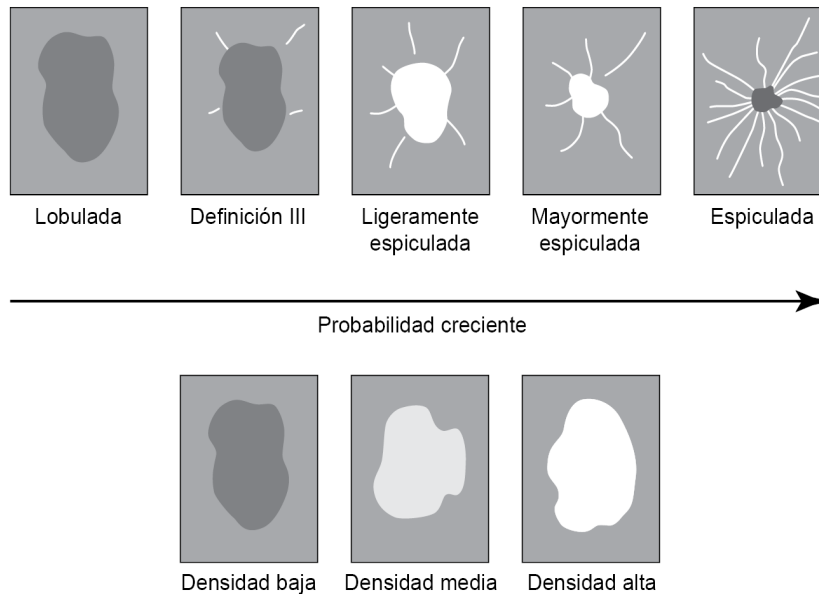 Lobulada
Definición III
Ligeramente
espiculada
Mayormente
espiculada
Espiculada
Probabilidad creciente
Densidad baja
Densidad media
Densidad alta